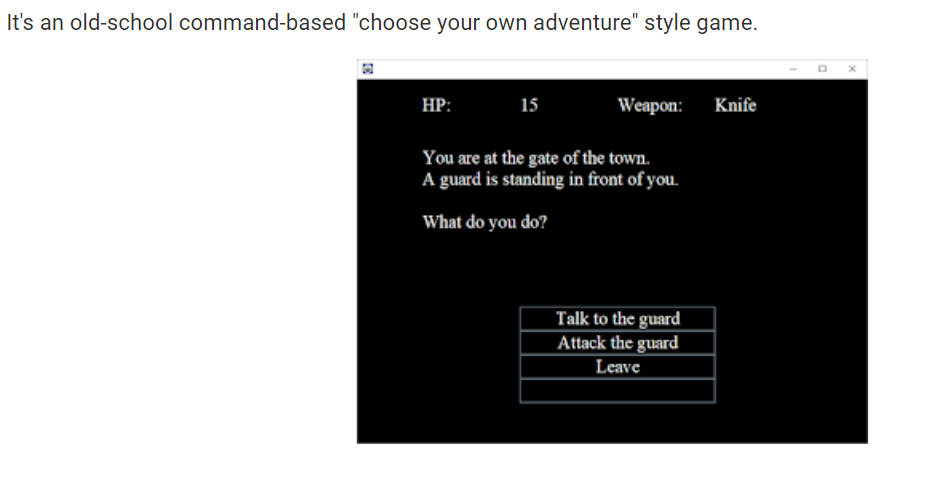 It's an old-school command-based "choose your own adventure" style game.
HP: 15 Weapon: Knife
You are at the gate of the town.
A guard is standing in front of you.
What do you do?
Talk to the guard
Attack the guard
Leave